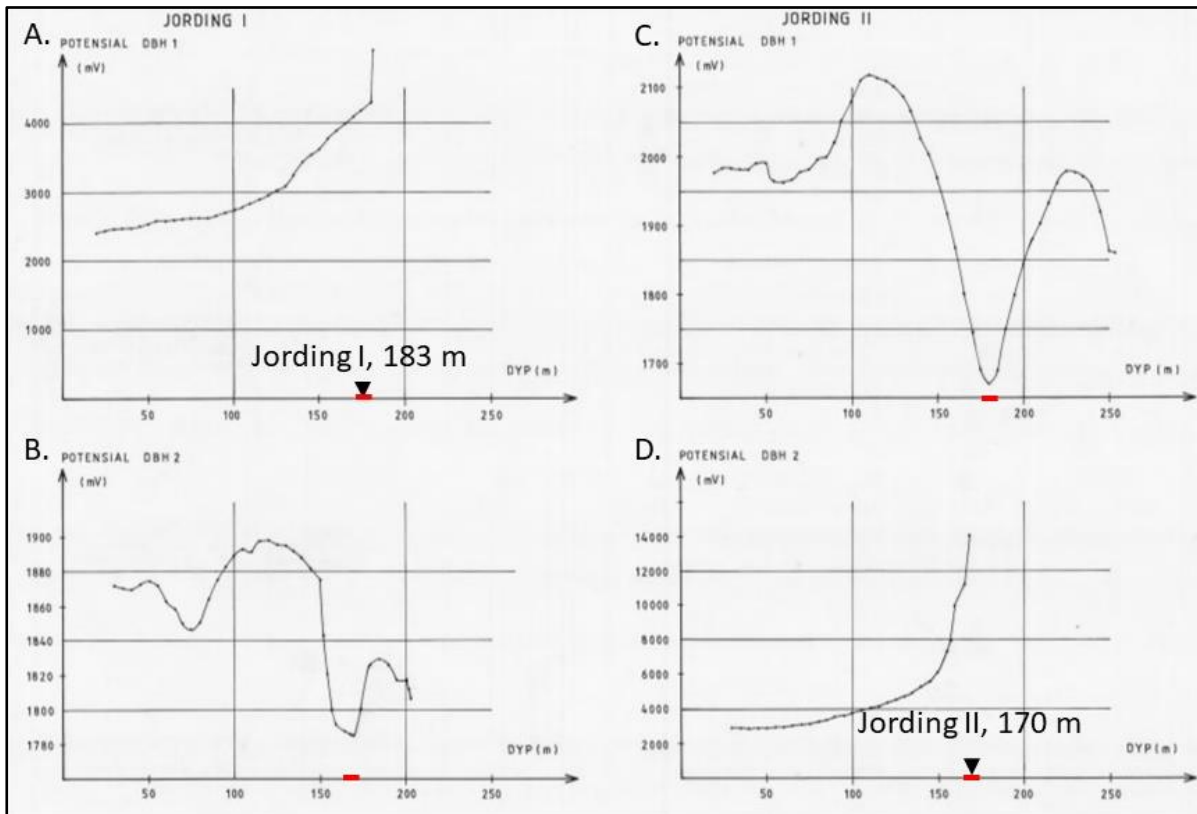 JORDING I
A.
POTENSIAL DBH 1
(mV)
4000
3000
2000
1000
Jording I, 183 m
DYP (m)
50 100 150 200 250
B.
POTENSIAL DBH 2
(mV)
1900
1880
1860
1840
1820
1800
1780
DYP (m)
50 100 150 200 250
JORDING II
C.
POTENSIAL DBH 1
(mV)
2100
2000
1900
1800
1700
DYP (m)
50 100 150 200 250
D.
POTENSIAL DBH 2
(mV)
14000
12000
10000
8000
6000
4000
2000
Jording II, 170 m
DYP (m)
50 100 150 200 250